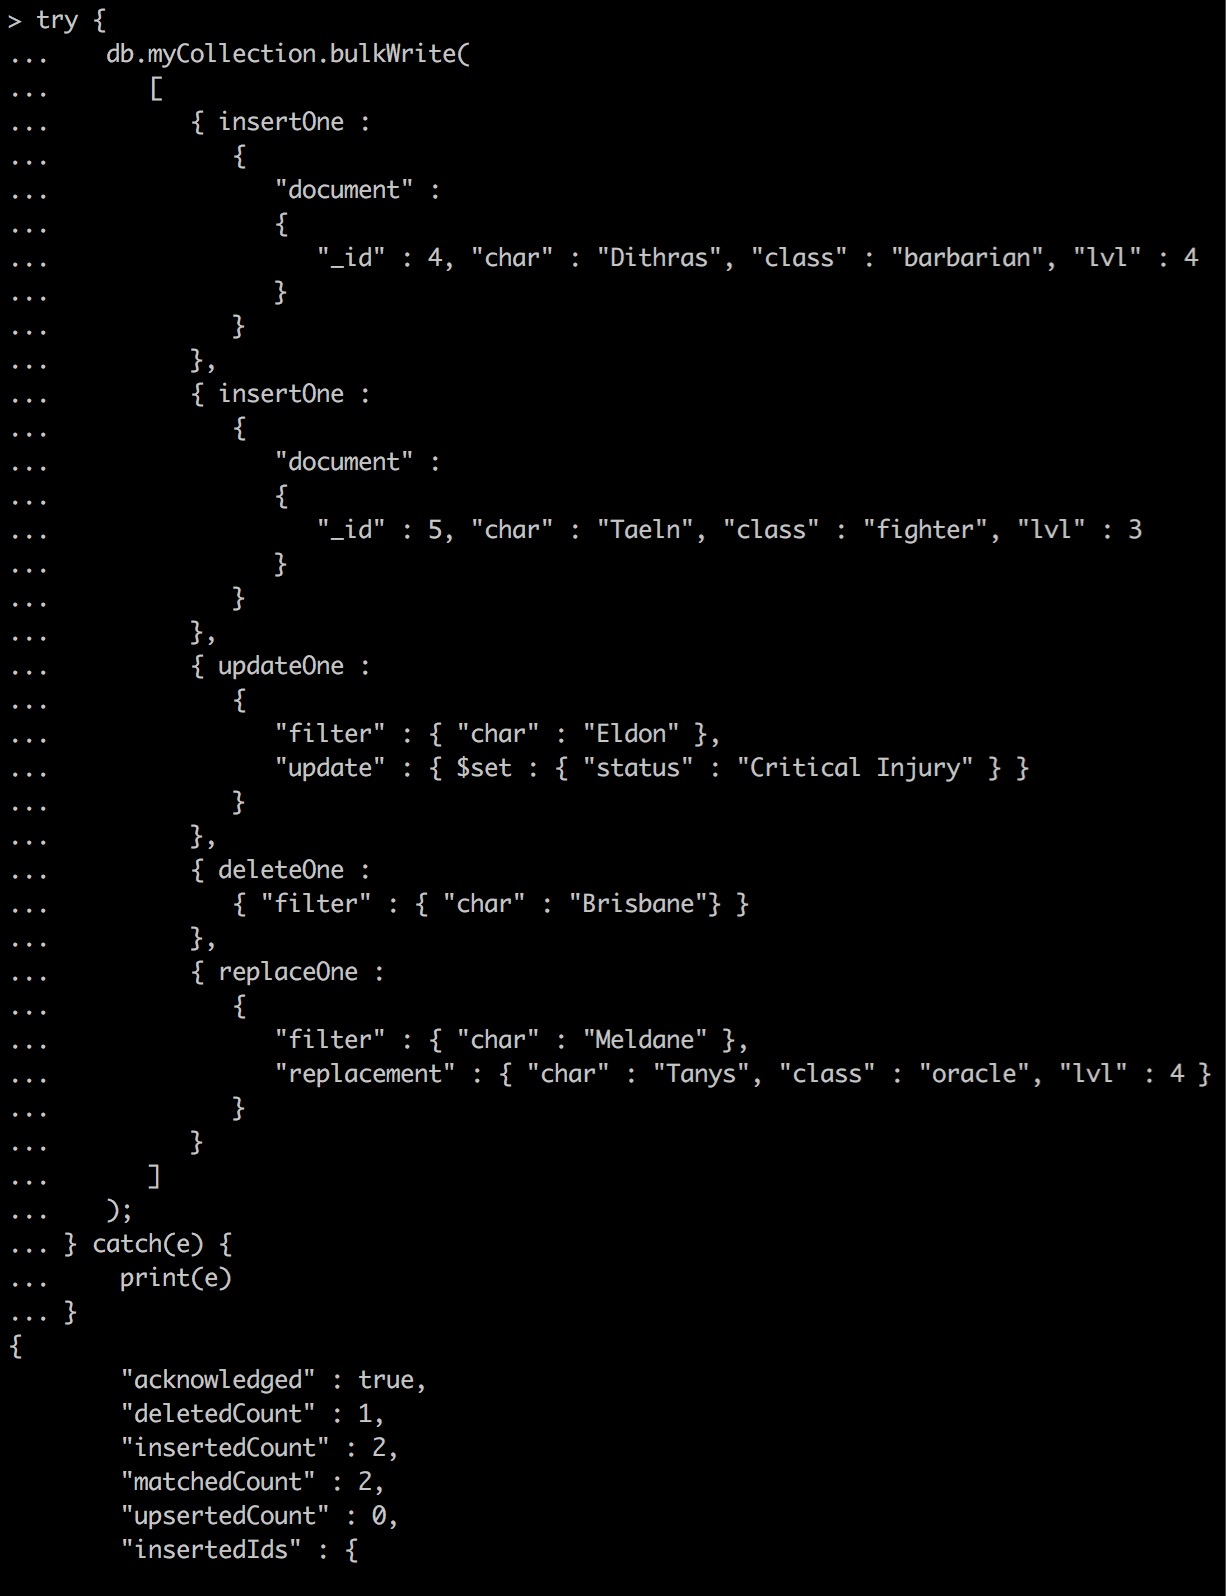 > try {
...    db.myCollection.bulkWrite(
...       [
...          { insertOne :
...             {
...                "document" :
...                {
...                   "_id" : 4, "char" : "Dithras", "class" : "barbarian", "lvl" : 4
...                }
...             }
...          },
...          { insertOne :
...             {
...                "document" :
...                {
...                   "_id" : 5, "char" : "Taeln", "class" : "fighter", "lvl" : 3
...                }
...             }
...          },
...          { updateOne :
...             {
...                "filter" : { "char" : "Eldon" },
...                "update" : { $set : { "status" : "Critical Injury" } }
...             }
...          },
...          { deleteOne :
...             { "filter" : { "char" : "Brisbane"} }
...          },
...          { replaceOne :
...             {
...                "filter" : { "char" : "Meldane" },
...                "replacement" : { "char" : "Tanys", "class" : "oracle", "lvl" : 4 }
...             }
...          }
...       ]
...    );
... } catch(e) {
...     print(e)
... }
{
        "acknowledged" : true,
        "deletedCount" : 1,
        "insertedCount" : 2,
        "matchedCount" : 2,
        "upsertedCount" : 0,
        "insertedIds" : {